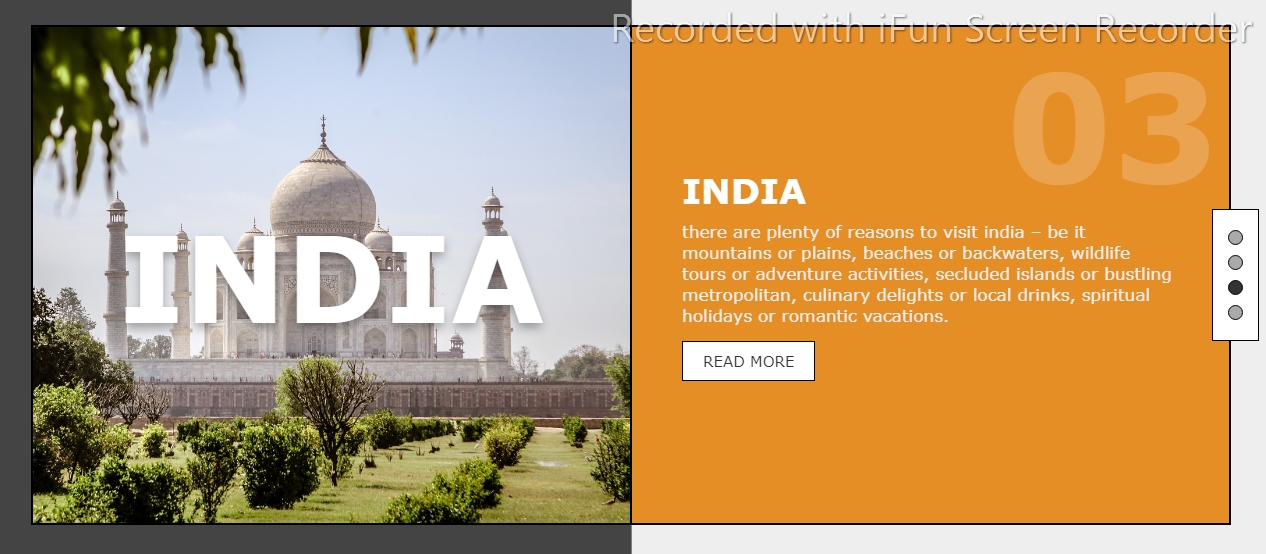 Recorded with iFun Screen Recorder
INDIA
03
INDIA
there are plenty of reasons to visit india – be it
mountains or plains, beaches or backwaters, wildlife
tours or adventure activities, secluded islands or bustling
metropolitan, culinary delights or local drinks, spiritual
holidays or romantic vacations.
READ MORE